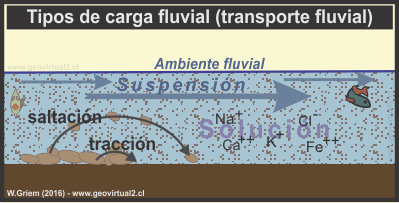 Tipos de carga fluvial (transporte fluvial)
www.geovirtual2.cl
Ambiente fluvial
Suspensión
saltación
Solución
Na+ Cl-
tracción
Ca++ K+ Fe++
W.Griem (2016) - www.geovirtual2.cl